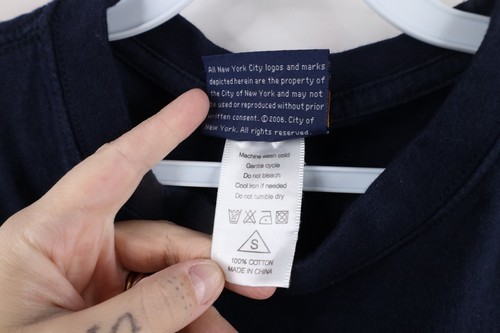 All New York City logos and marks
depicted herein are the property of
the City of New York and may not
be used or reproduced without prior
written consent. © 2006. City of
New York. All rights reserved.
Machine wash cold
Gentle cycle
Do not bleach
Cool iron if needed
Do not tumble dry
S
100% COTTON
MADE IN CHINA